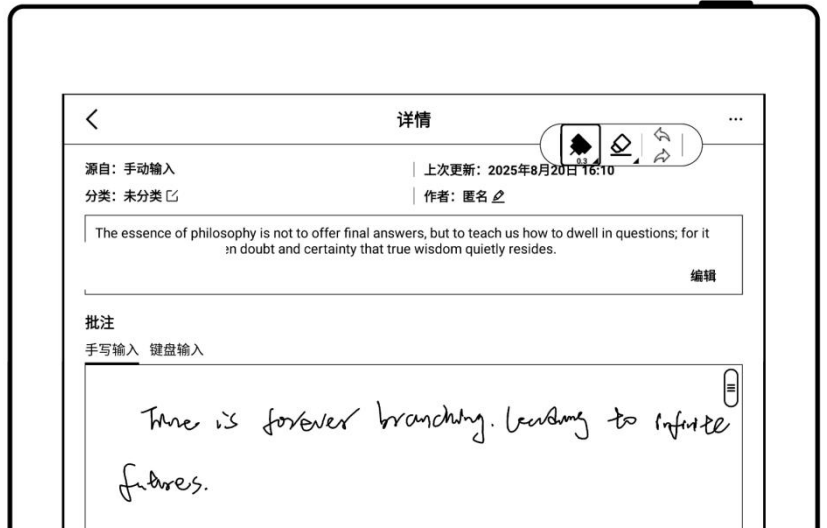 详情
0.3
源自：手动输入
上次更新：2025年8月20日 16:10
分类：未分类
作者：匿名
The essence of philosophy is not to offer final answers, but to teach us how to dwell in questions; for it
doubt and certainty that true wisdom quietly resides.
编辑
批注
手写输入 键盘输入
Time is forever branching. Leading to infinite
futures.